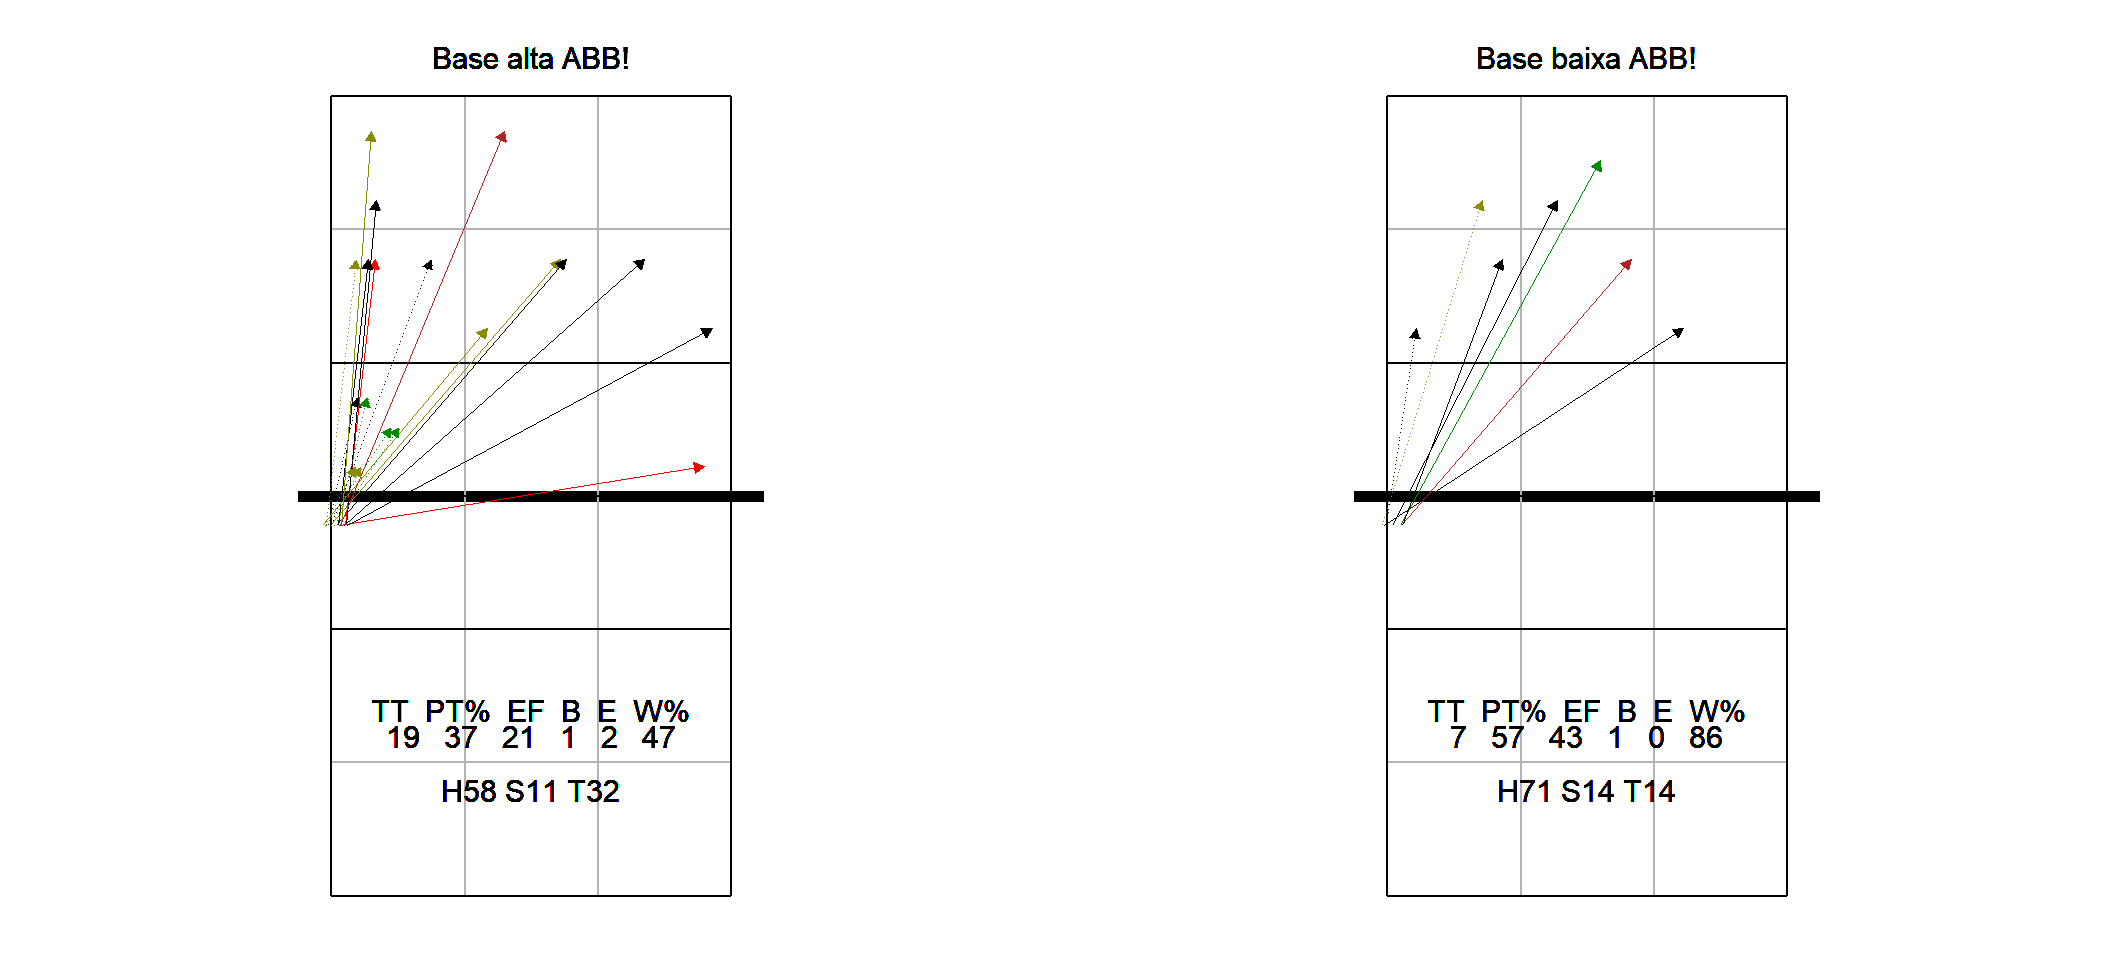 Base alta ABB!
TT PT% EF B E W%
19 37 21 1 2 47
H58 S11 T32
Base baixa ABB!
TT PT% EF B E W%
7 57 43 1 0 86
H71 S14 T14